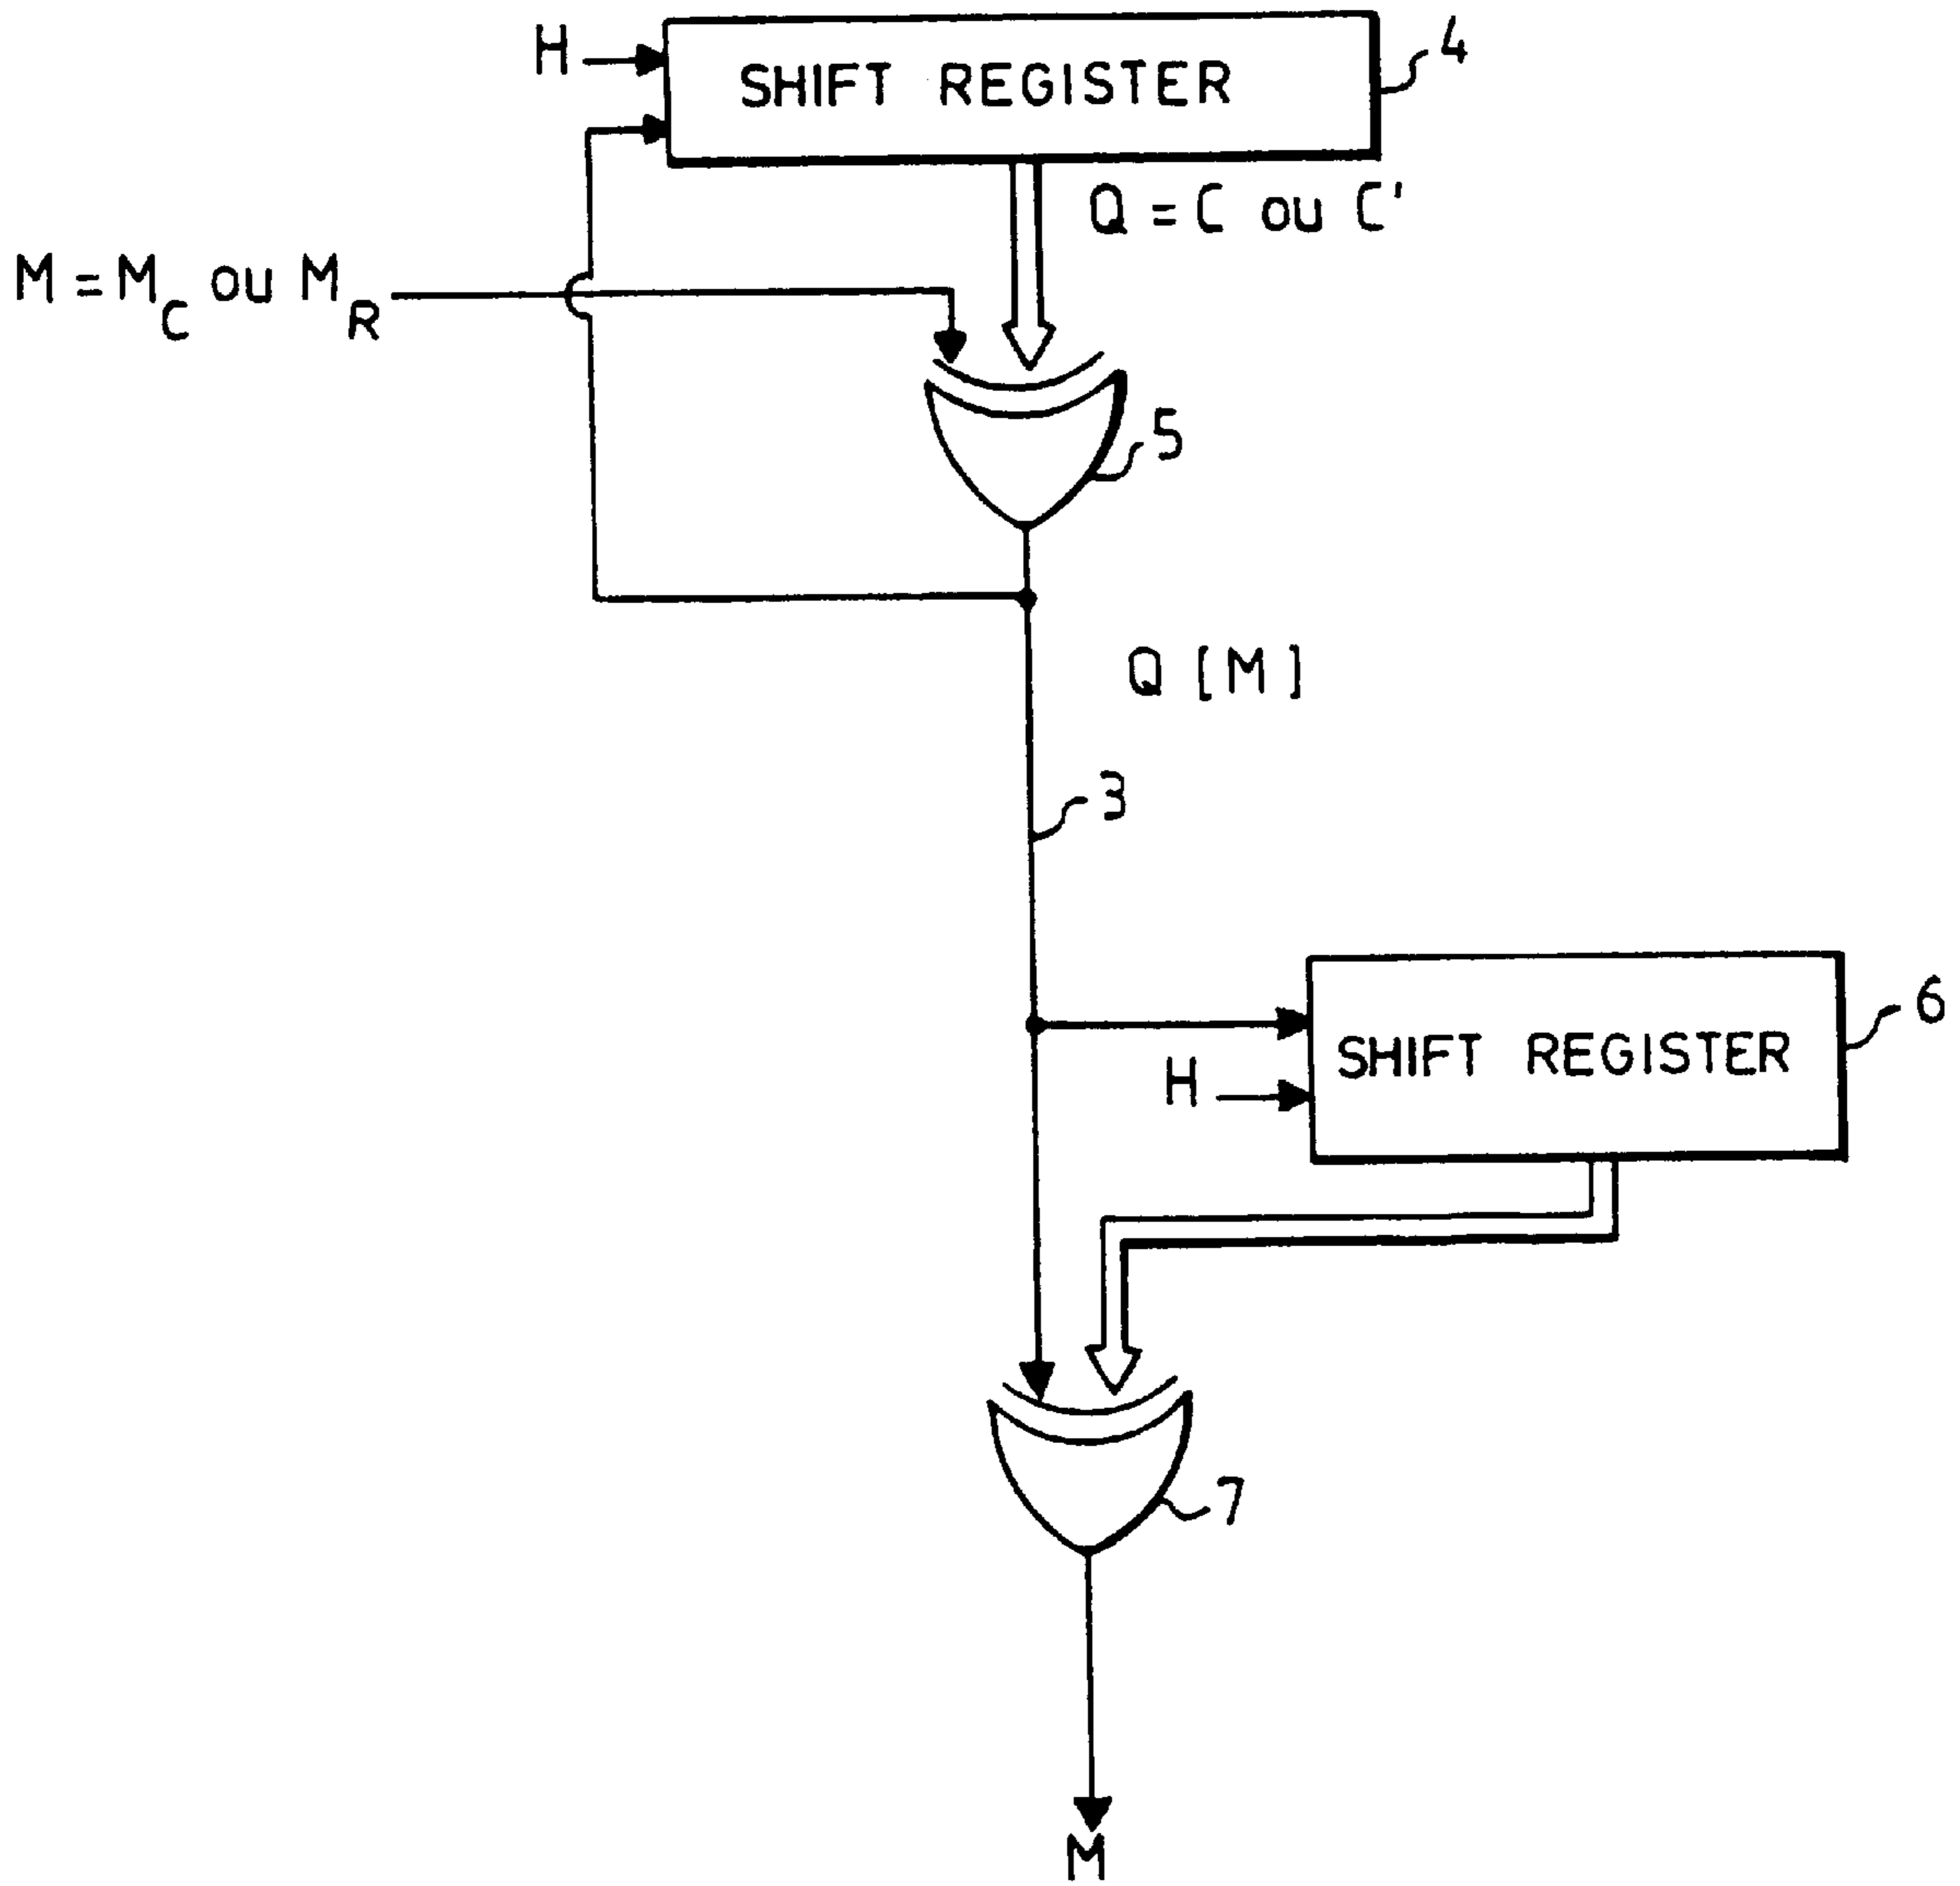 H
SHIFT REGISTER
4
Q = C ou C'
M = M_C ou M_R
5
Q [M]
3
6
SHIFT REGISTER
H
7
M